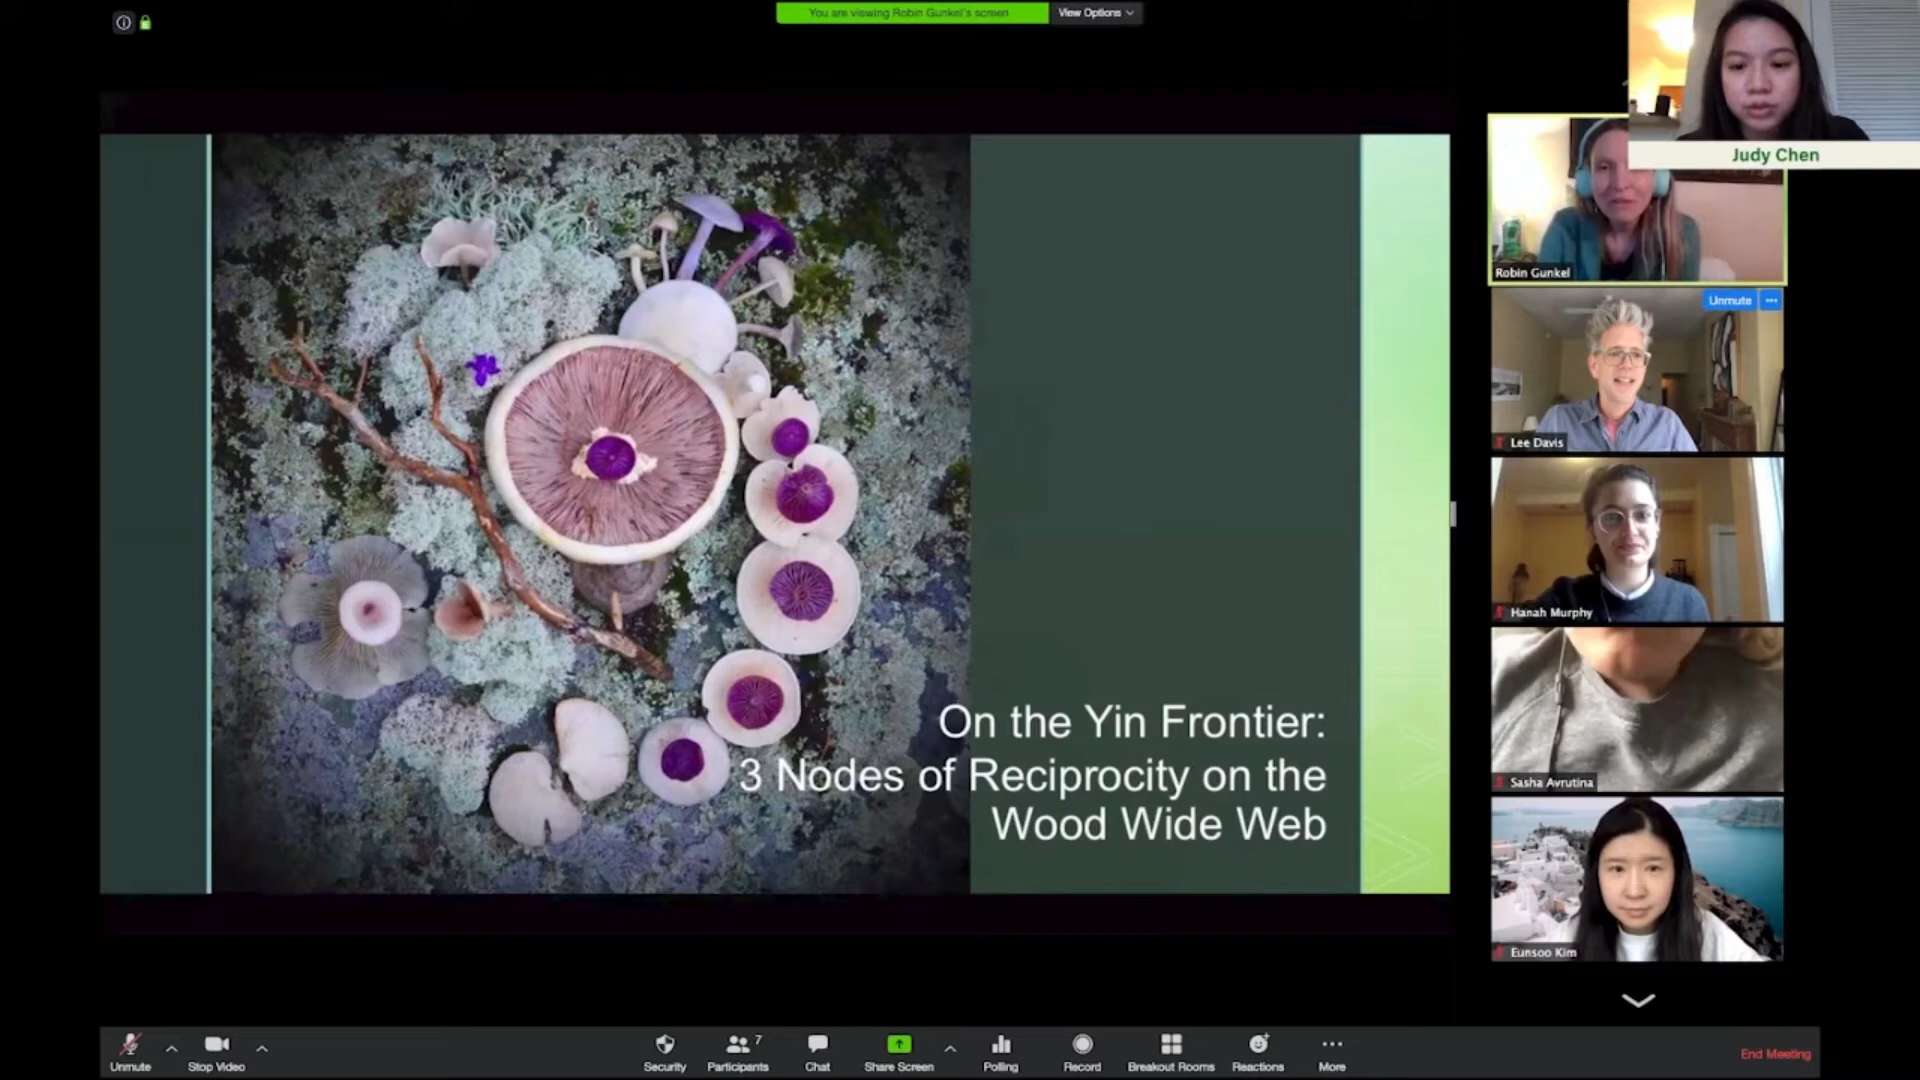 You are viewing Robin Gunkel's screen
View Options
Judy Chen
Robin Gunkel
Unmute
Lee Davis
Hanah Murphy
On the Yin Frontier:
3 Nodes of Reciprocity on the
Wood Wide Web
Sasha Avrutina
Eunsoo Kim
Unmute
Stop Video
Security
7
Participants
Chat
Share Screen
Polling
Record
Breakout Rooms
Reactions
More
End Meeting